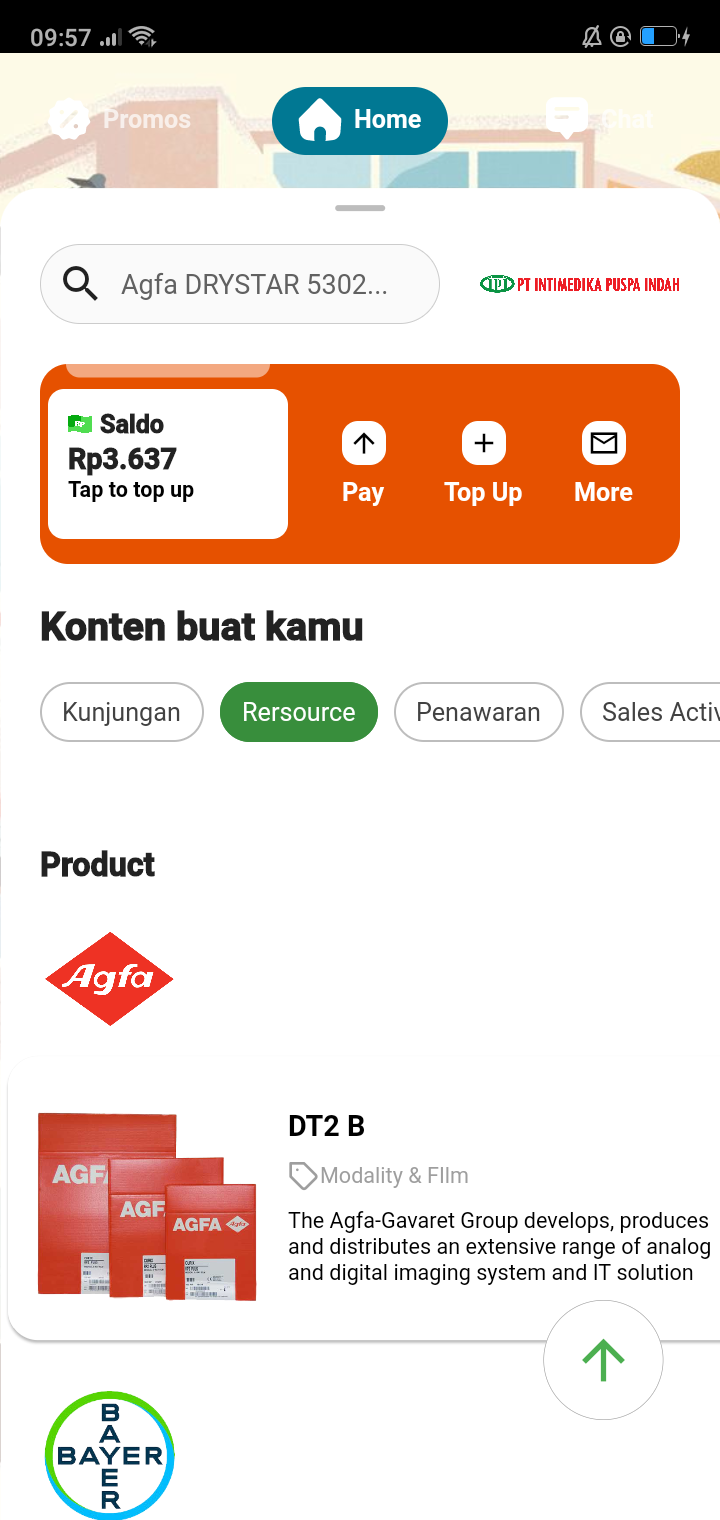 09:57
Promos
Home
Chat
Agfa DRYSTAR 5302...
IPI PT INTIMEDIKA PUSPA INDAH
RP Saldo
Rp3.637
Tap to top up
Pay
Top Up
More
Konten buat kamu
Kunjungan
Rersource
Penawaran
Sales Activ
Product
Agfa
AGFA
AGF
AGFA Agfa
DT2 B
Modality & FIlm
The Agfa-Gavaret Group develops, produces
and distributes an extensive range of analog
and digital imaging system and IT solution
BAYER
BAYER